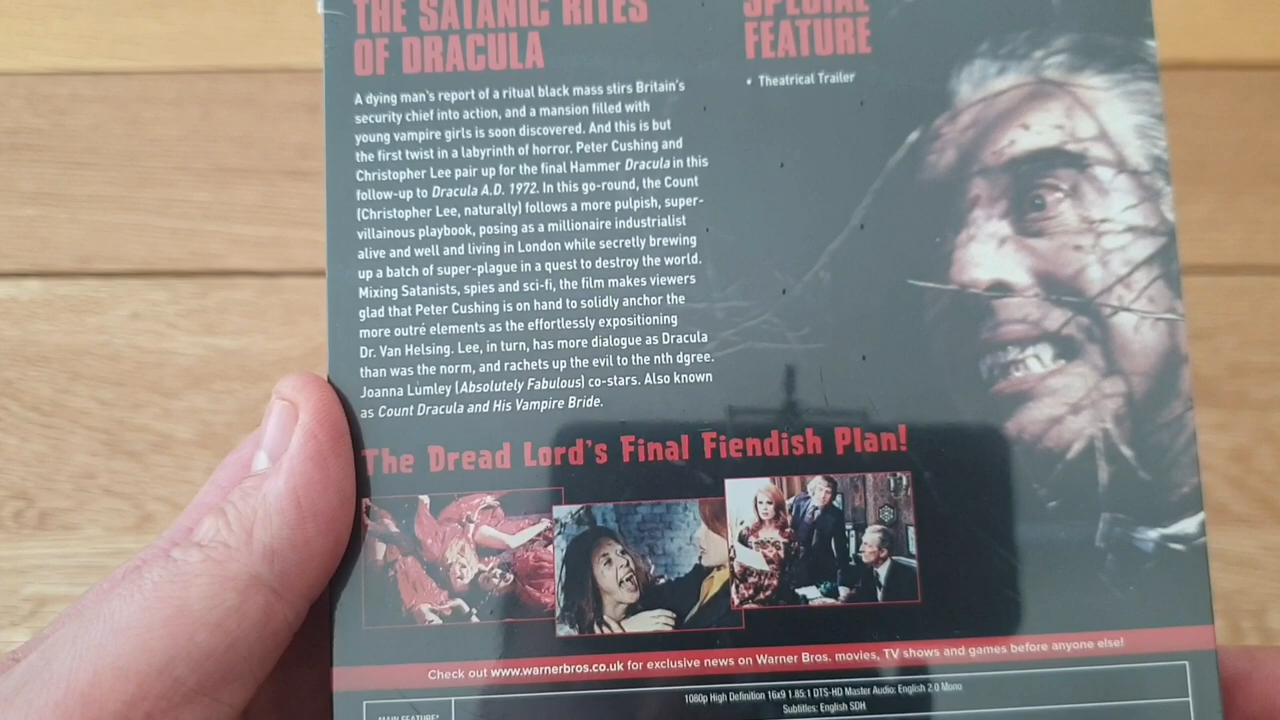 THE SATANIC RITES
OF DRACULA
A dying man's report of a ritual black mass stirs Britain's
security chief into action, and a mansion filled with
young vampire girls is soon discovered. And this is but
the first twist in a labyrinth of horror. Peter Cushing and
Christopher Lee pair up for the final Hammer Dracula in this
follow-up to Dracula A.D. 1972. In this go-round, the Count
(Christopher Lee, naturally) follows a more pulpish, super-
villainous playbook, posing as a millionaire industrialist
alive and well and living in London while secretly brewing
up a batch of super-plague in a quest to destroy the world.
Mixing Satanists, spies and sci-fi, the film makes viewers
glad that Peter Cushing is on hand to solidly anchor the
more outré elements as the effortlessly expositioning
Dr. Van Helsing. Lee, in turn, has more dialogue as Dracula
than was the norm, and rachets up the evil to the nth dgree.
Joanna Lumley (Absolutely Fabulous) co-stars. Also known
as Count Dracula and His Vampire Bride.
SPECIAL
FEATURE
• Theatrical Trailer
The Dread Lord's Final Fiendish Plan!
Check out www.warnerbros.co.uk for exclusive news on Warner Bros. movies, TV shows and games before anyone else!
MAIN FEATURE*
1080p High Definition 16x9 1.85:1 DTS-HD Master Audio: English 2.0 Mono
Subtitles: English SDH